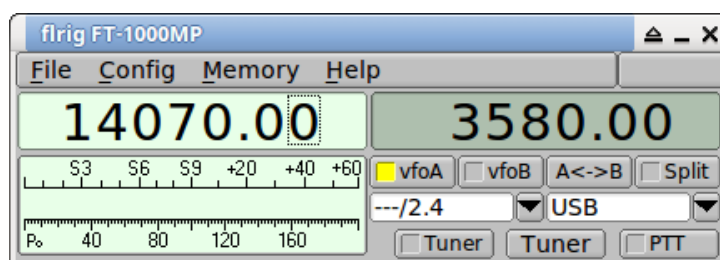 flrig FT-1000MP
File Config Memory Help
14070.00 3580.00
S3 S6 S9 +20 +40 +60
vfoA vfoB A<->B Split
---/2.4 USB
Po 40 80 120 160
Tuner Tuner PTT